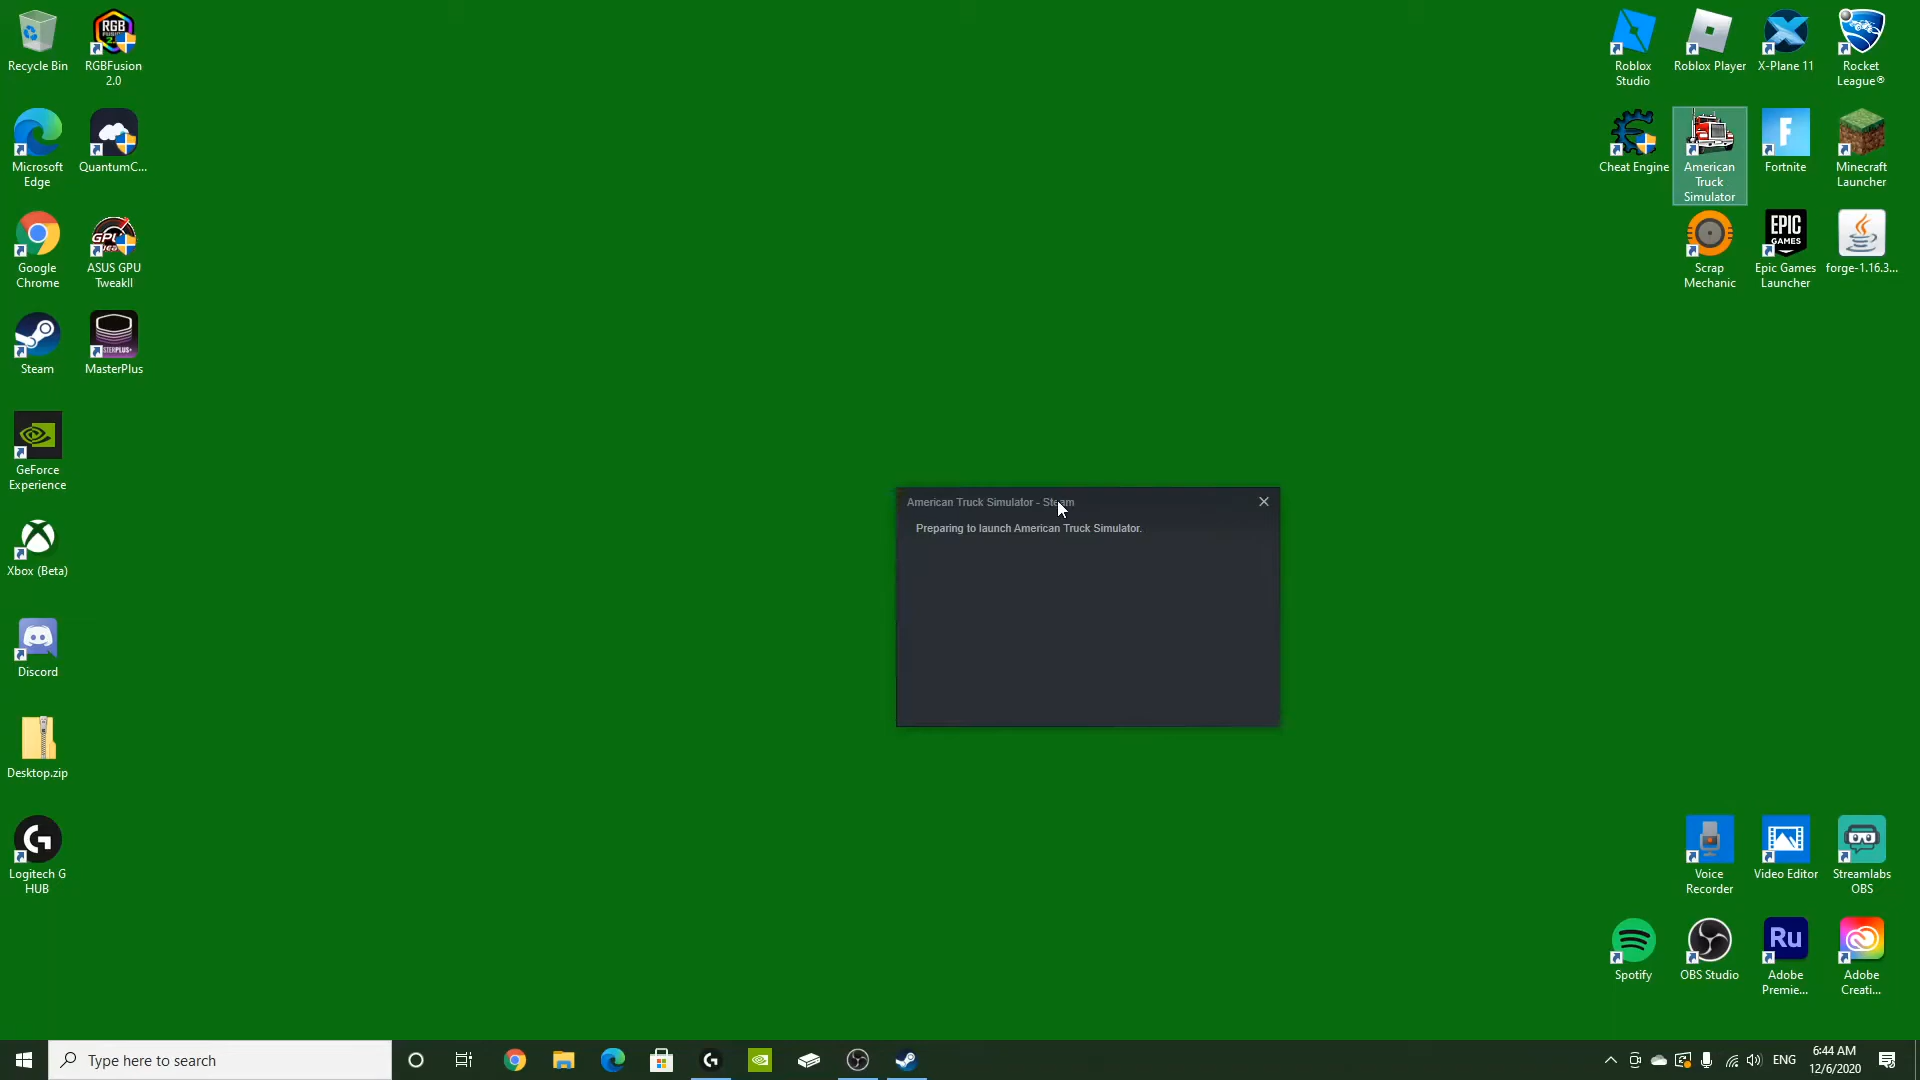 Recycle Bin
RGBFusion
2.0
Microsoft
Edge
QuantumC...
Google
Chrome
ASUS GPU
TweakII
Steam
MasterPlus
GeForce
Experience
Xbox (Beta)
Discord
Desktop.zip
Logitech G
HUB
Roblox
Studio
Roblox Player
X-Plane 11
Rocket
League®
Cheat Engine
American
Truck
Simulator
Fortnite
Minecraft
Launcher
Scrap
Mechanic
EPIC
GAMES
Epic Games
Launcher
forge-1.16.3...
American Truck Simulator - Steam
Preparing to launch American Truck Simulator.
Voice
Recorder
Video Editor
Streamlabs
OBS
Spotify
OBS Studio
Ru
Adobe
Premie...
Adobe
Creati...
Type here to search
ENG
6:44 AM
12/6/2020